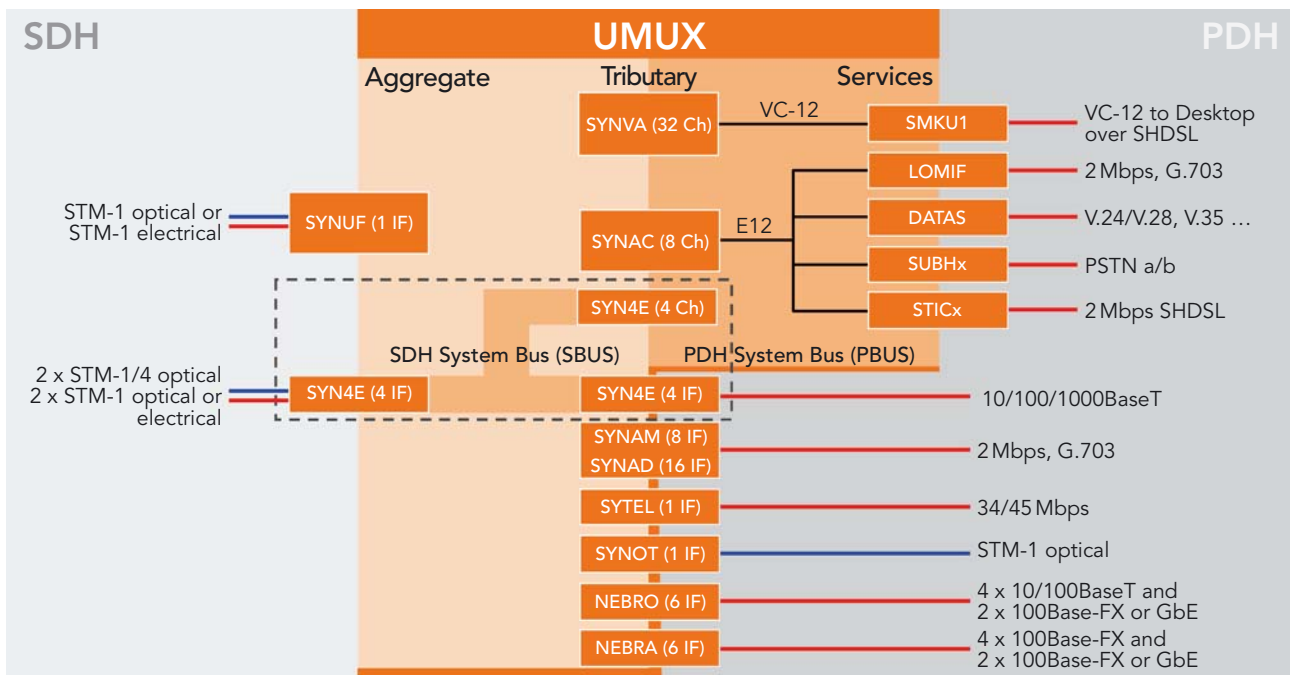 SDH
UMUX
PDH
Aggregate
Tributary
Services
SYNVA (32 Ch)
VC-12
SMKU1
VC-12 to Desktop
over SHDSL
LOMIF
2 Mbps, G.703
STM-1 optical or
STM-1 electrical
SYNUF (1 IF)
SYNAC (8 Ch)
E12
DATAS
V.24/V.28, V.35 ...
SUBHx
PSTN a/b
SYN4E (4 Ch)
STICx
2 Mbps SHDSL
SDH System Bus (SBUS)
PDH System Bus (PBUS)
2 x STM-1/4 optical
2 x STM-1 optical or
electrical
SYN4E (4 IF)
SYN4E (4 IF)
10/100/1000BaseT
SYNAM (8 IF)
SYNAD (16 IF)
2 Mbps, G.703
SYTEL (1 IF)
34/45 Mbps
SYNOT (1 IF)
STM-1 optical
NEBRO (6 IF)
4 x 10/100BaseT and
2 x 100Base-FX or GbE
NEBRA (6 IF)
4 x 100Base-FX and
2 x 100Base-FX or GbE